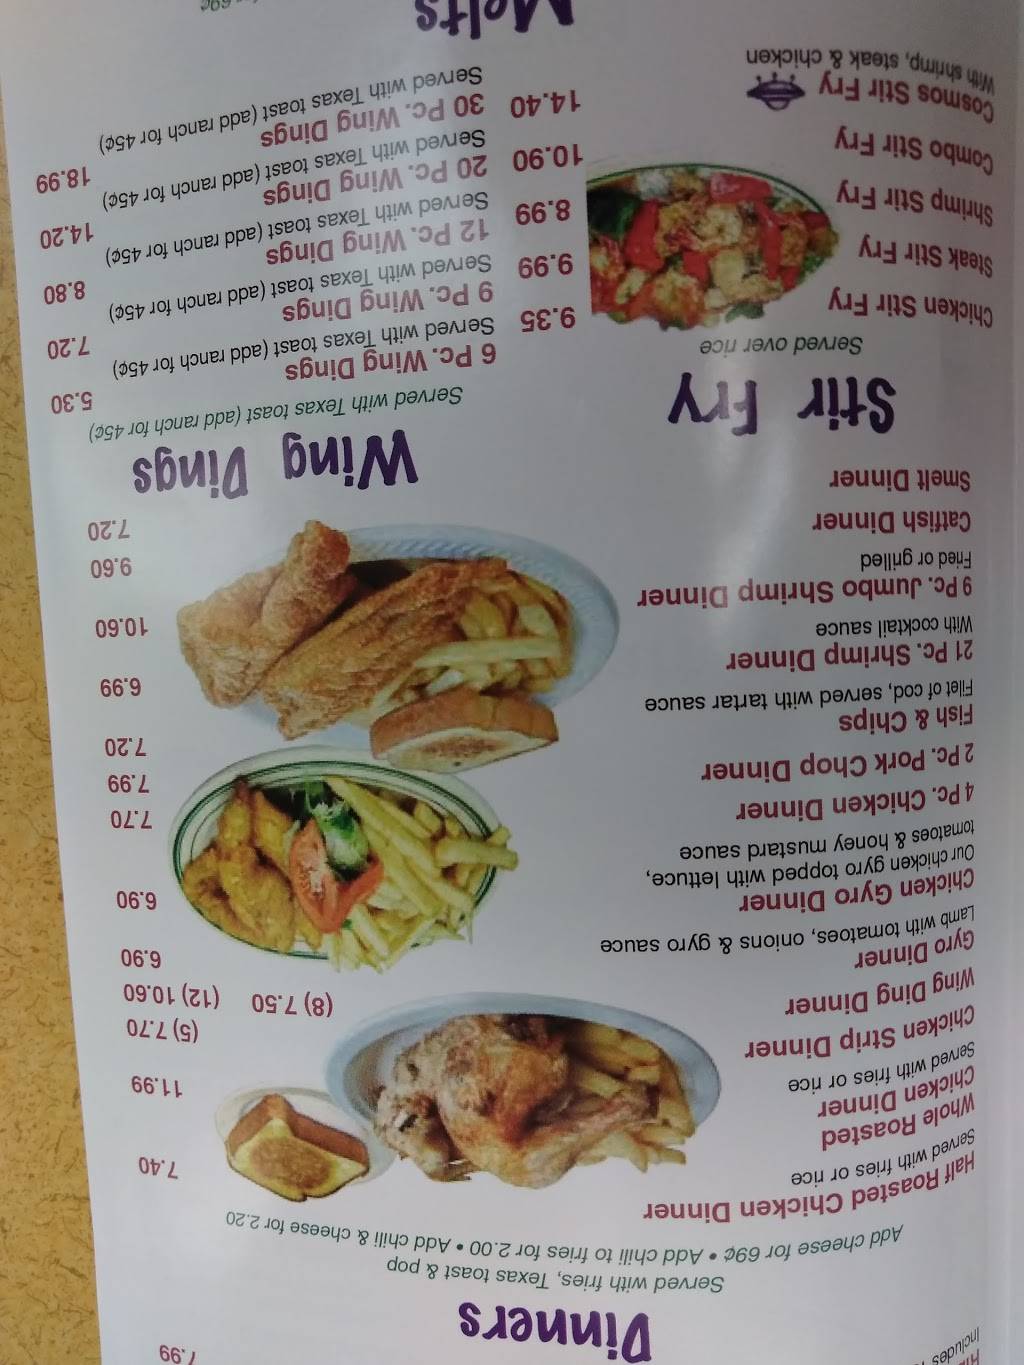 7.99
Includes
Dinners
Served with fries, Texas toast & pop
Add cheese for 69¢ • Add chili to fries for 2.00 • Add chili & cheese for 2.20
Half Roasted Chicken Dinner 7.40
Served with fries or rice
Whole Roasted
Chicken Dinner 11.99
Served with fries or rice
Chicken Strip Dinner (5) 7.70
Wing Ding Dinner (8) 7.50 (12) 10.60
Gyro Dinner 6.90
Lamb with tomatoes, onions & gyro sauce
Chicken Gyro Dinner 6.90
Our chicken gyro topped with lettuce,
tomatoes & honey mustard sauce
4 Pc. Chicken Dinner 7.70
2 Pc. Pork Chop Dinner 7.99
Fish & Chips 7.20
Filet of cod, served with tartar sauce
21 Pc. Shrimp Dinner 6.99
With cocktail sauce
9 Pc. Jumbo Shrimp Dinner 10.60
Fried or grilled
Catfish Dinner 9.60
Smelt Dinner 7.20
Stir Fry
Served over rice
Chicken Stir Fry 9.35
Steak Stir Fry 9.99
Shrimp Stir Fry 8.99
Combo Stir Fry 10.90
Cosmos Stir Fry 14.40
With shrimp, steak & chicken
Wing Dings
Served with Texas toast (add ranch for 45¢)
6 Pc. Wing Dings 5.30
Served with Texas toast (add ranch for 45¢)
9 Pc. Wing Dings 7.20
Served with Texas toast (add ranch for 45¢)
12 Pc. Wing Dings 8.80
Served with Texas toast (add ranch for 45¢)
20 Pc. Wing Dings 14.20
Served with Texas toast (add ranch for 45¢)
30 Pc. Wing Dings 18.99
Served with Texas toast (add ranch for 45¢)
Melts
for 69¢